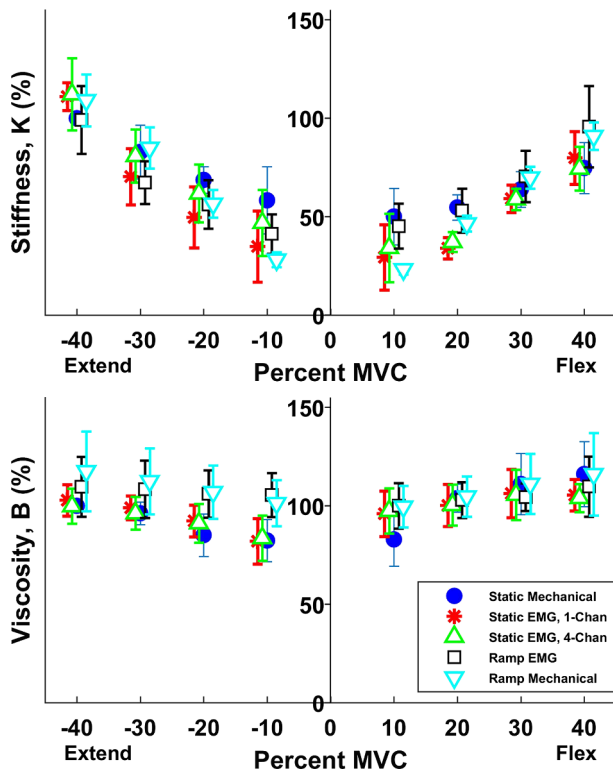 150
100
50
0
Stiffness, K (%)
-40 -30 -20 -10 10 20 30 40
Extend Percent MVC Flex
150
100
50
0
Viscosity, B (%)
Static Mechanical
Static EMG, 1-Chan
Static EMG, 4-Chan
Ramp EMG
Ramp Mechanical
-40 -30 -20 -10 10 20 30 40
Extend Percent MVC Flex